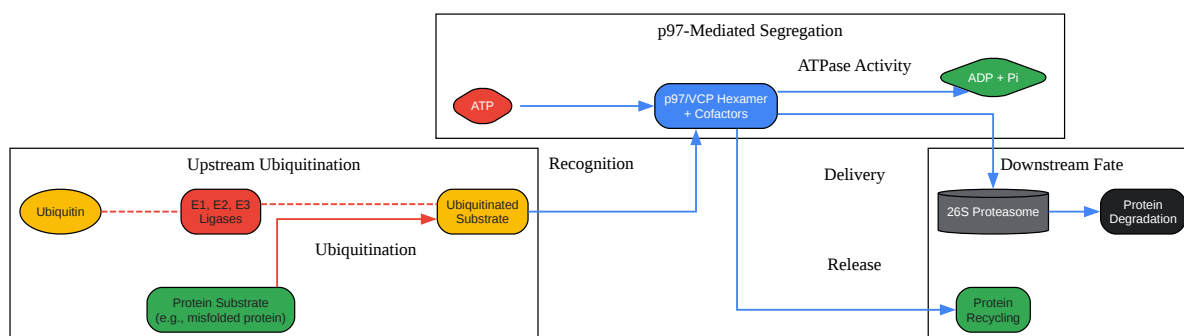 p97-Mediated Segregation
ATPase Activity
ADP + Pi
ATP
p97/VCP Hexamer
+ Cofactors
Upstream Ubiquitination
Recognition
Delivery
Downstream Fate
Ubiquitin
E1, E2, E3
Ligases
Ubiquitinated
Substrate
26S Proteasome
Protein
Degradation
Ubiquitination
Release
Protein Substrate
(e.g., misfolded protein)
Protein
Recycling